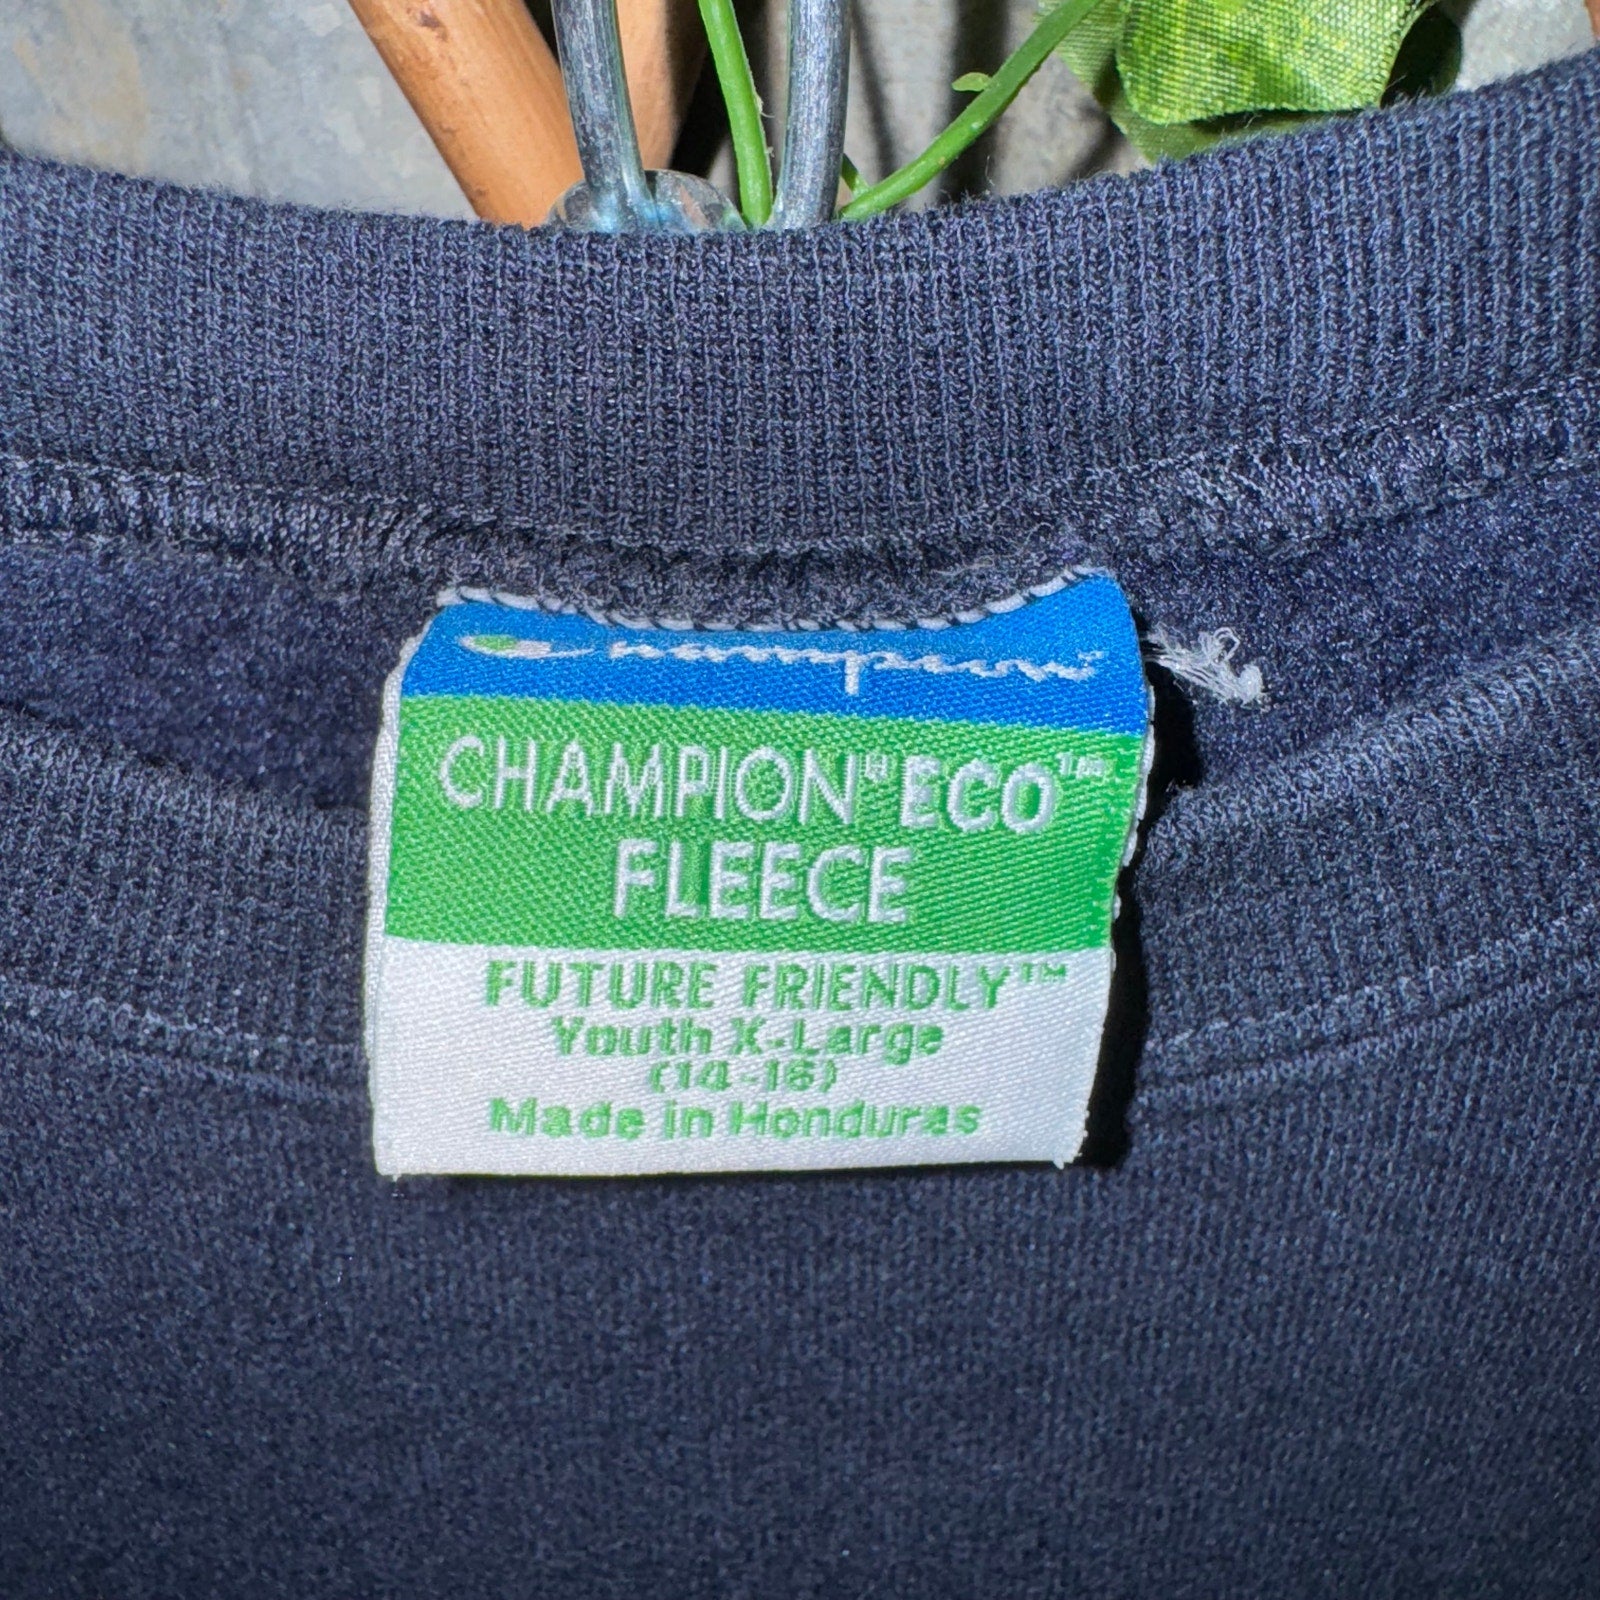 Champion
CHAMPION® ECO™
FLEECE
FUTURE FRIENDLY™
Youth X-Large
(14-16)
Made in Honduras